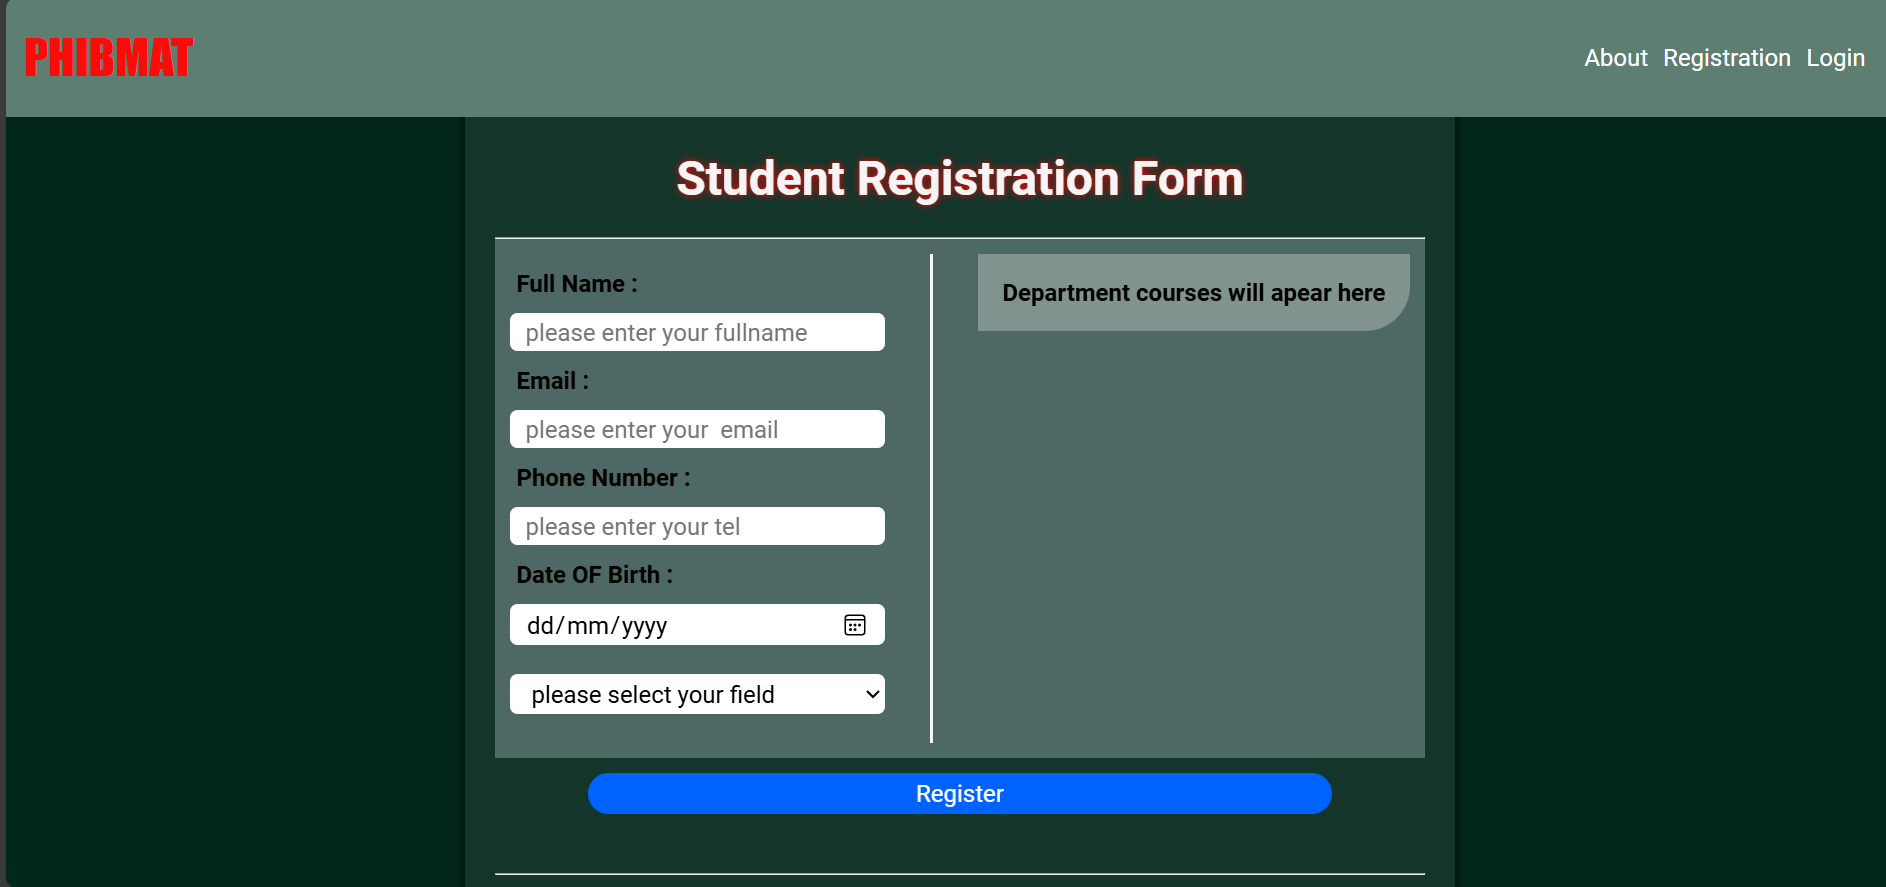 PHIBMAT
About Registration Login
Student Registration Form
Full Name :
please enter your fullname
Email :
please enter your  email
Phone Number :
please enter your tel
Date OF Birth :
dd/mm/yyyy
please select your field
Department courses will apear here
Register